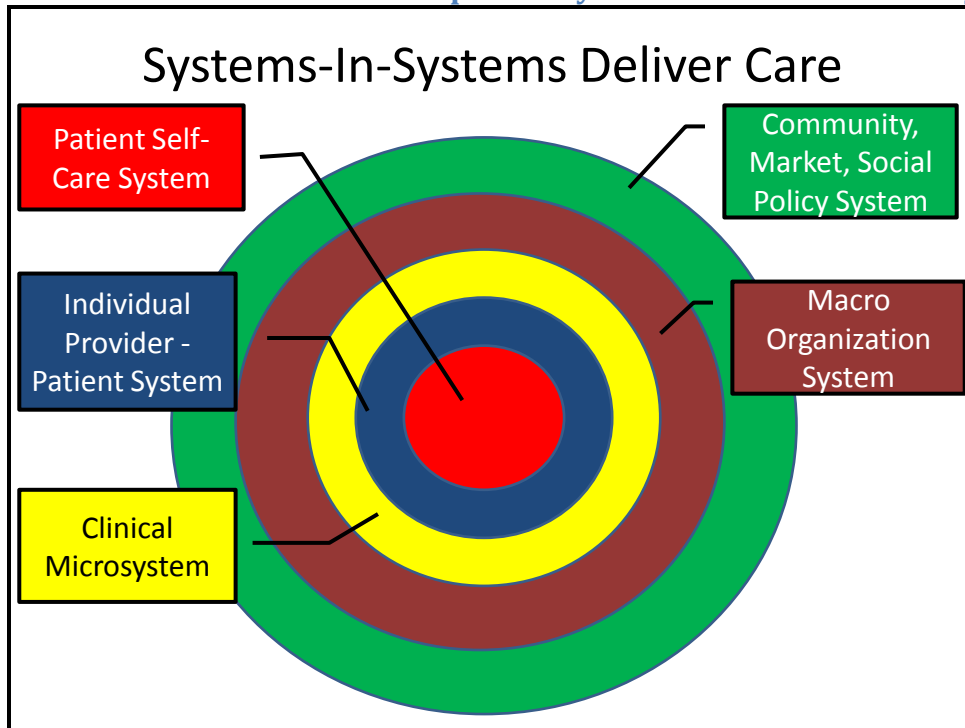 Systems-In-Systems Deliver Care
Patient Self-
Care System
Community,
Market, Social
Policy System
Individual
Provider -
Patient System
Macro
Organization
System
Clinical
Microsystem